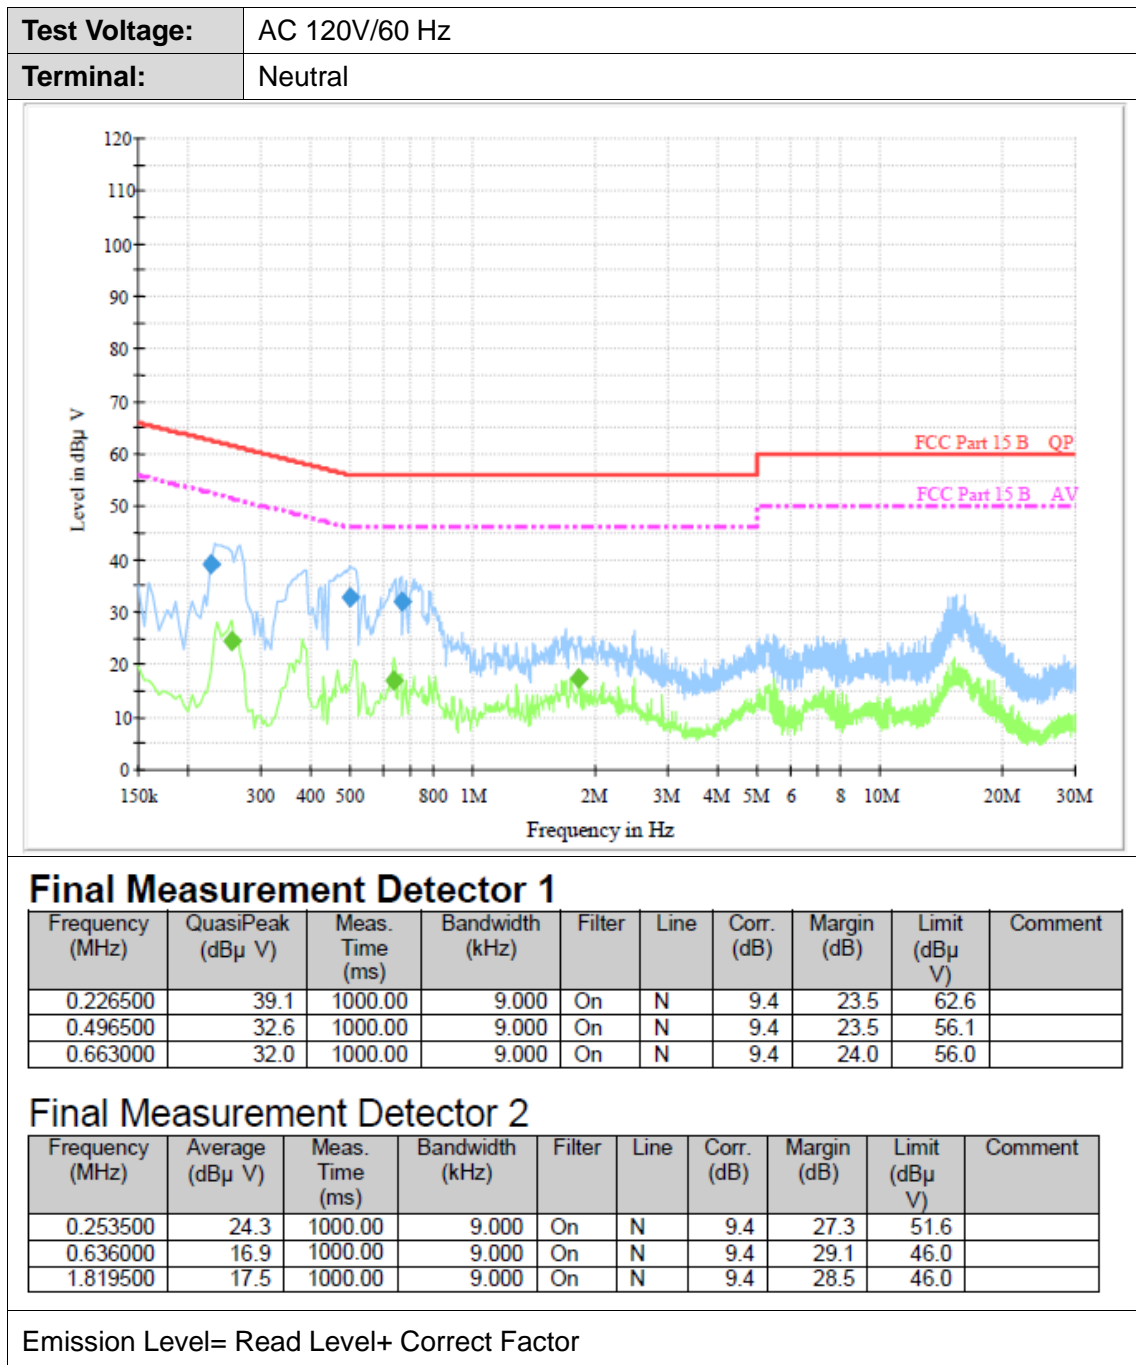 Test Voltage: AC 120V/60 Hz
Terminal: Neutral
120
110
100
90
80
70
60
50
40
30
20
10
0
Level in dBµ V
FCC Part 15 B QP
FCC Part 15 B AV
150k 300 400 500 800 1M 2M 3M 4M 5M 6 8 10M 20M 30M
Frequency in Hz
Final Measurement Detector 1
Frequency (MHz) QuasiPeak (dBµ V) Meas. Time (ms) Bandwidth (kHz) Filter Line Corr. (dB) Margin (dB) Limit (dBµ V) Comment
0.226500 39.1 1000.00 9.000 On N 9.4 23.5 62.6
0.496500 32.6 1000.00 9.000 On N 9.4 23.5 56.1
0.663000 32.0 1000.00 9.000 On N 9.4 24.0 56.0
Final Measurement Detector 2
Frequency (MHz) Average (dBµ V) Meas. Time (ms) Bandwidth (kHz) Filter Line Corr. (dB) Margin (dB) Limit (dBµ V) Comment
0.253500 24.3 1000.00 9.000 On N 9.4 27.3 51.6
0.636000 16.9 1000.00 9.000 On N 9.4 29.1 46.0
1.819500 17.5 1000.00 9.000 On N 9.4 28.5 46.0
Emission Level= Read Level+ Correct Factor